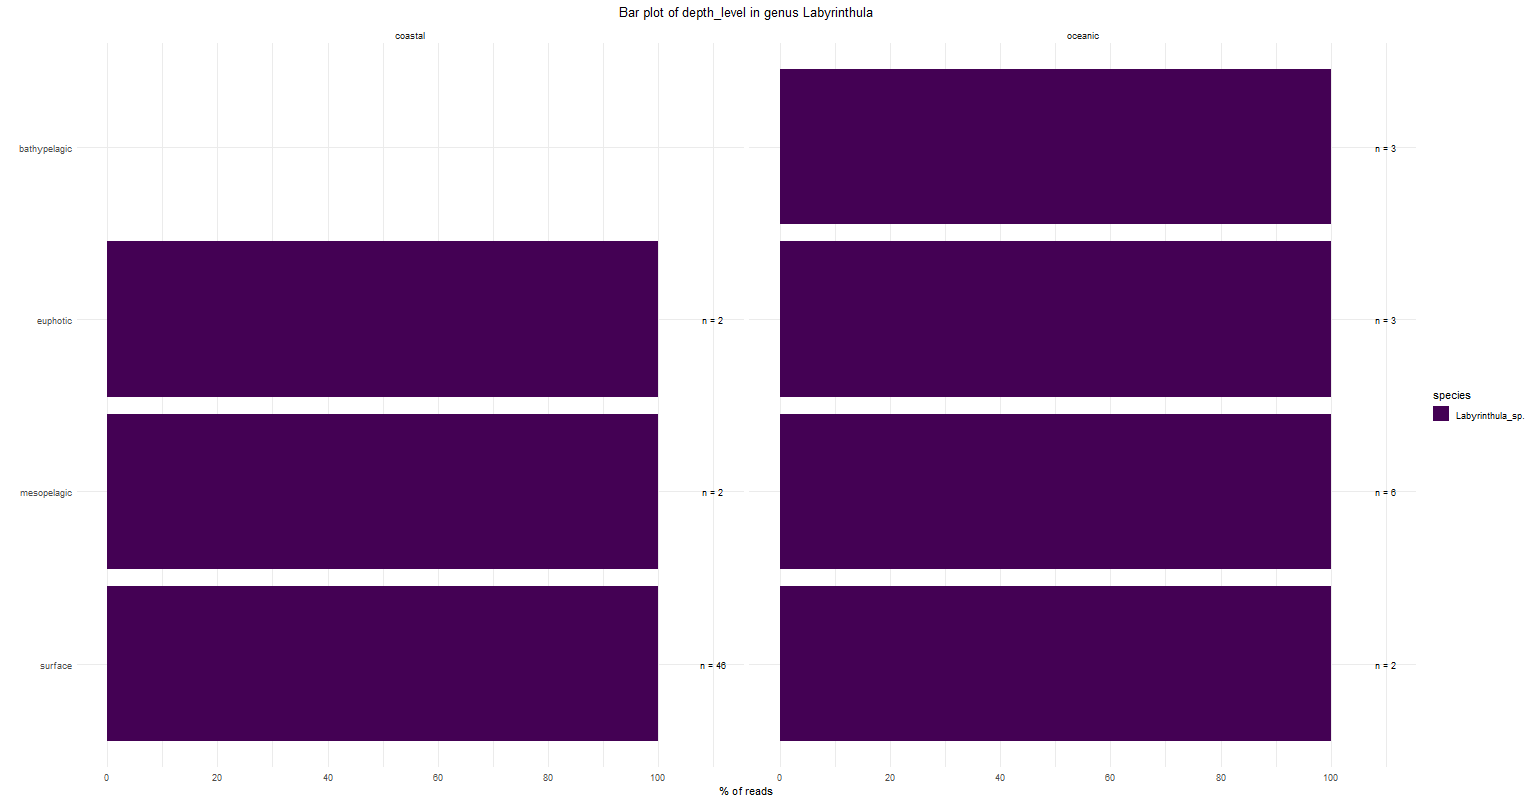 Bar plot of depth_level in genus Labyrinthula
coastal
oceanic
bathypelagic
n = 3
euphotic
n = 2
n = 3
mesopelagic
n = 2
n = 6
surface
n = 46
n = 2
species
Labyrinthula_sp.
0 20 40 60 80 100
0 20 40 60 80 100
% of reads